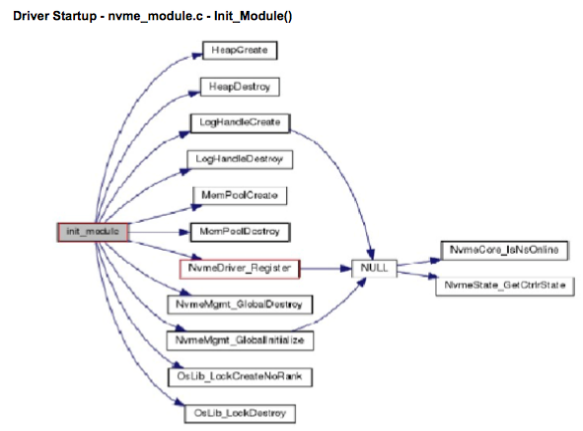 Driver Startup - nvme_module.c - Init_Module()
HeapCreate
HeapDestroy
LogHandleCreate
LogHandleDestroy
MemPoolCreate
init_module
MemPoolDestroy
NvmeDriver_Register
NULL
NvmeCore_IsNsOnline
NvmeState_GetCtrlrState
NvmeMgmt_GlobalDestroy
NvmeMgmt_GlobalInitialize
OsLib_LockCreateNoRank
OsLib_LockDestroy